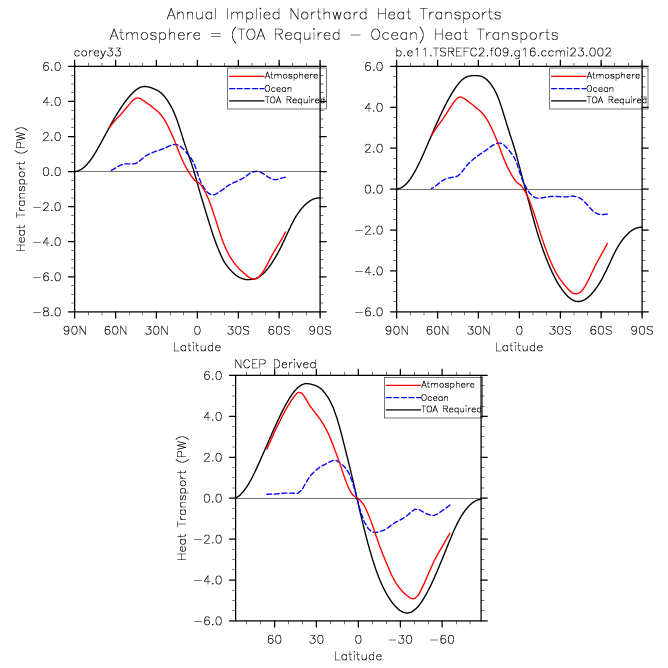 Annual Implied Northward Heat Transports
Atmosphere = (TOA Required − Ocean) Heat Transports
carey33
Atmosphere
Ocean
TOA Required
6.0
4.0
2.0
0.0
−2.0
−4.0
−6.0
−8.0
Heat Transport (PW)
90N 60N 30N 0 30S 60S 90S
Latitude
b.e11.TSREFC2.f09.g16.ccmi23.002
Atmosphere
Ocean
TOA Required
6.0
4.0
2.0
0.0
−2.0
−4.0
−6.0
90N 60N 30N 0 30S 60S 90S
Latitude
NCEP Derived
Atmosphere
Ocean
TOA Required
6.0
4.0
2.0
0.0
−2.0
−4.0
−6.0
Heat Transport (PW)
60 30 0 −30 −60
Latitude